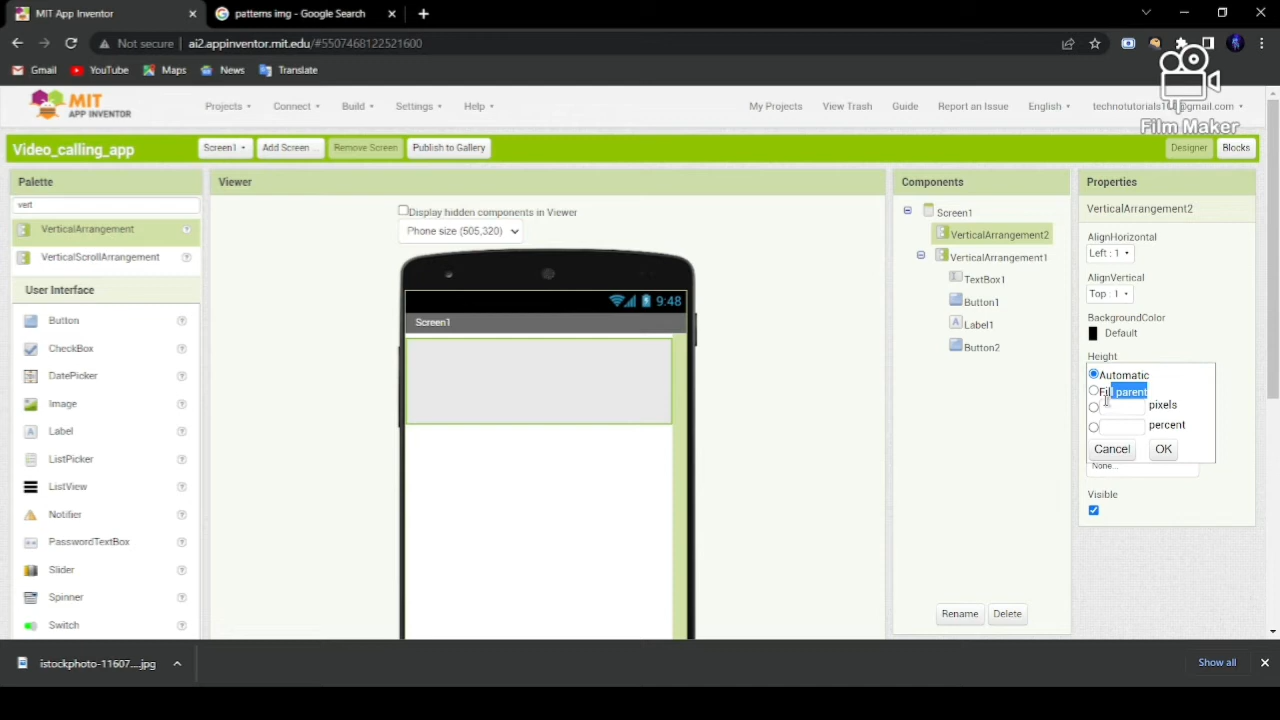 MIT App Inventor
patterns img - Google Search
Not secure
ai2.appinventor.mit.edu/#5507468122521600
Gmail
YouTube
Maps
News
Translate
MIT
APP INVENTOR
Projects
Connect
Build
Settings
Help
My Projects
View Trash
Guide
Report an Issue
English
Film Maker
Video_calling_app
Screen1
Add Screen ...
Remove Screen
Publish to Gallery
Designer
Blocks
Palette
Viewer
Components
Properties
vert
VerticalArrangement
VerticalScrollArrangement
User Interface
Button
CheckBox
DatePicker
Image
Label
ListPicker
ListView
Notifier
PasswordTextBox
Slider
Spinner
Switch
Display hidden components in Viewer
Phone size (505,320)
9:48
Screen1
Screen1
VerticalArrangement2
VerticalArrangement1
TextBox1
Button1
Label1
Button2
Rename
Delete
VerticalArrangement2
AlignHorizontal
Left : 1
AlignVertical
Top : 1
BackgroundColor
Default
Height
Automatic
Fill parent
pixels
percent
Cancel
OK
None...
Visible
istockphoto-11607....jpg
Show all